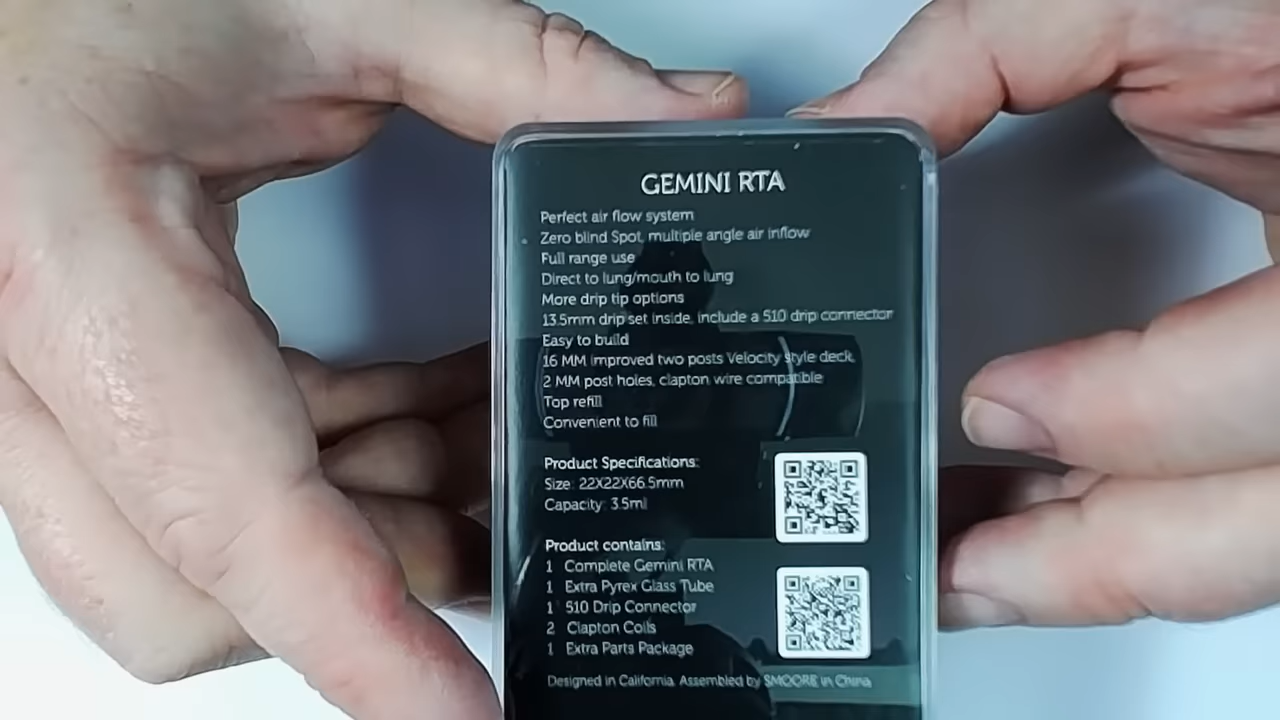 GEMINI RTA
Perfect air flow system
Zero blind Spot, multiple angle air inflow
Full range use
Direct to lung/mouth to lung
More drip tip options
13.5mm drip set inside, include a 510 drip connector
Easy to build
16 MM improved two posts Velocity style deck,
2 MM post holes, clapton wire compatible
Top refill
Convenient to fill
Product Specifications:
Size: 22X22X66.5mm
Capacity: 3.5ml
Product contains:
1 Complete Gemini RTA
1 Extra Pyrex Glass Tube
1 510 Drip Connector
2 Clapton Coils
1 Extra Parts Package
Designed in California. Assembled by SMOORE in China